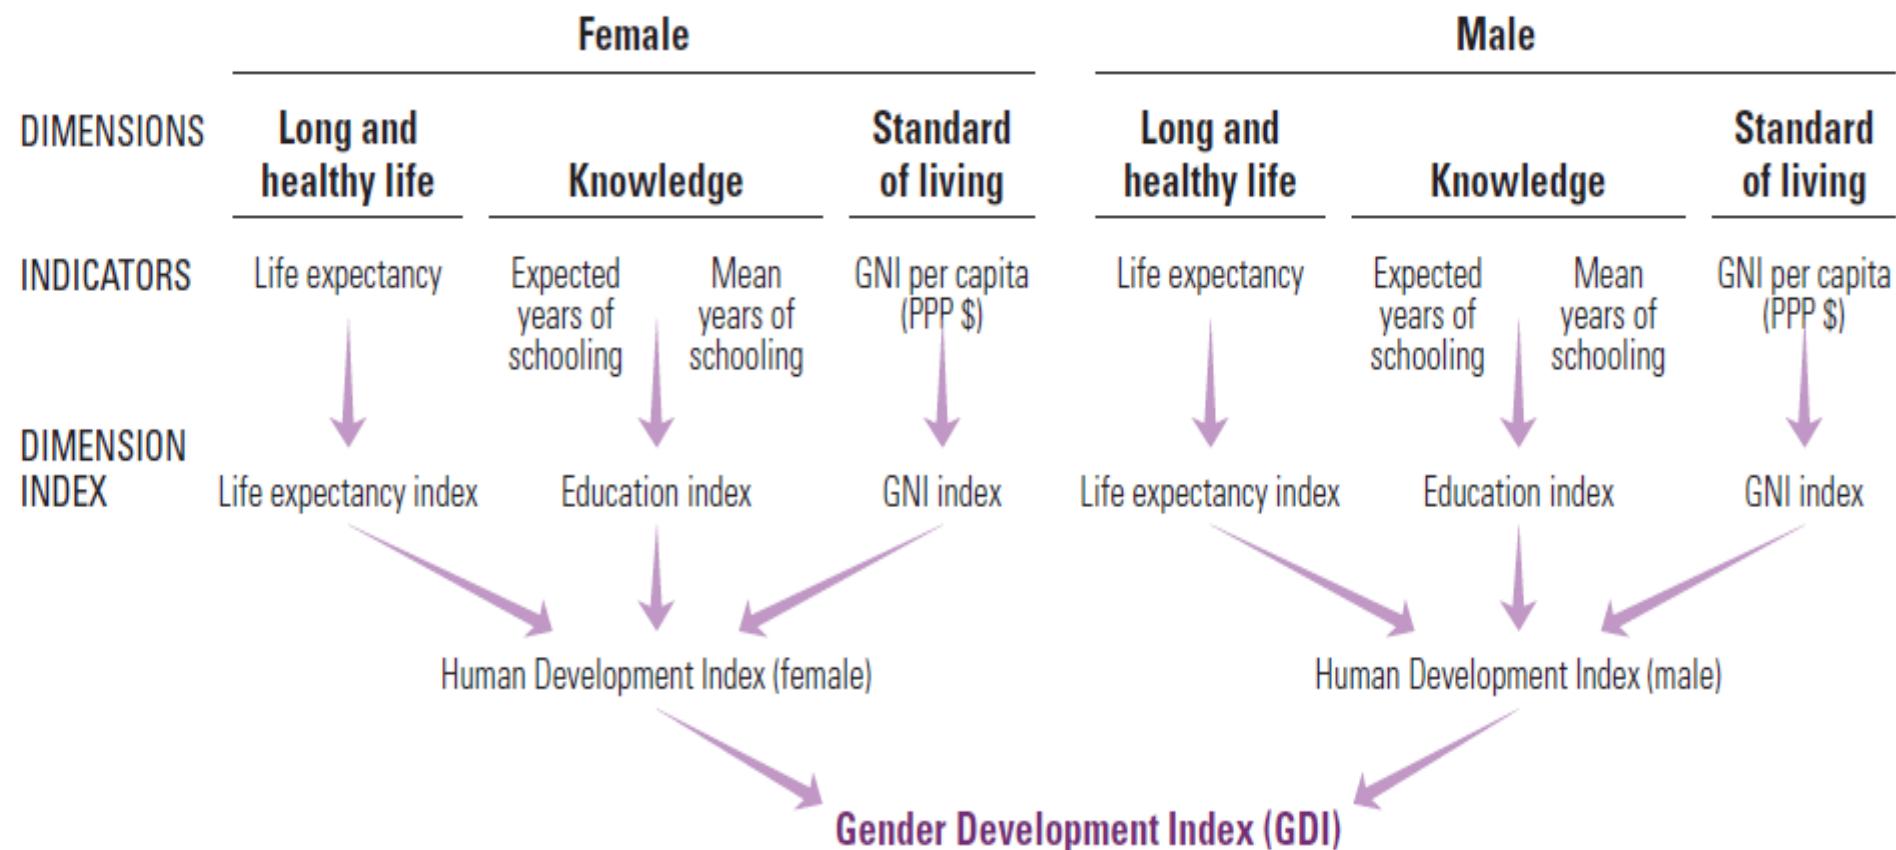 Female Male
DIMENSIONS Long and healthy life Knowledge Standard of living Long and healthy life Knowledge Standard of living
INDICATORS Life expectancy Expected years of schooling Mean years of schooling GNI per capita (PPP $) Life expectancy Expected years of schooling Mean years of schooling GNI per capita (PPP $)
DIMENSION INDEX Life expectancy index Education index GNI index Life expectancy index Education index GNI index
Human Development Index (female) Human Development Index (male)
Gender Development Index (GDI)